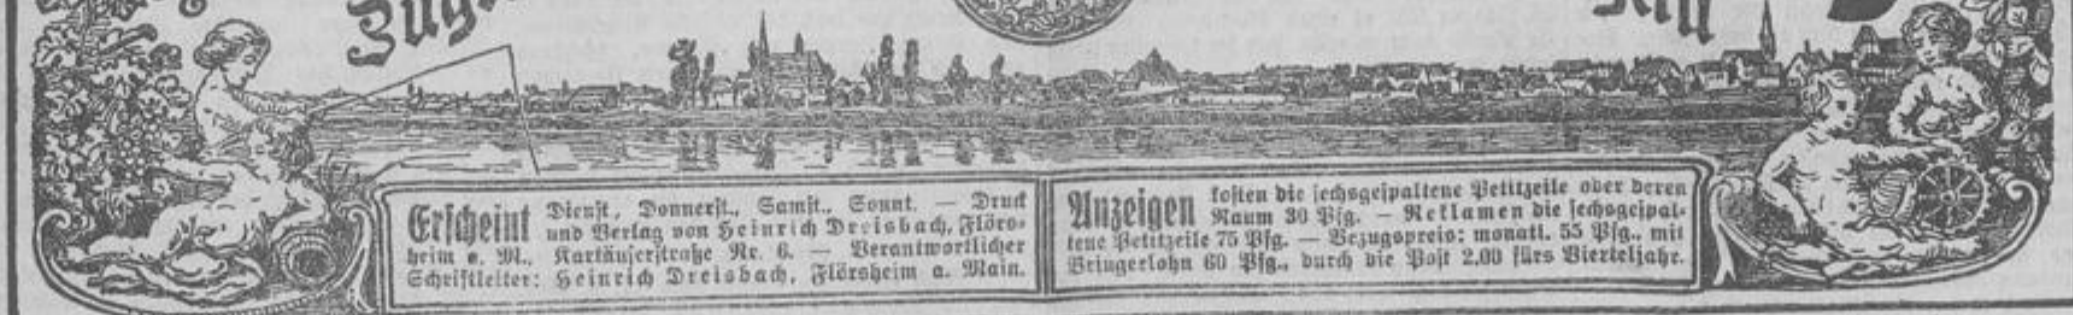 Zug
Erscheint Dienst., Donnerst., Samst., Sonnt. — Druck
und Verlag von Heinrich Dreisbach, Flörs-
heim a. M., Kartäuserstraße Nr. 6. — Verantwortlicher
Schriftleiter: Heinrich Dreisbach, Flörsheim a. Main.
Anzeigen kosten die sechsgespaltene Petitzeile oder deren
Raum 30 Pfg. — Reklamen die sechsgespal-
tene Petitzeile 75 Pfg. — Bezugspreis: monatl. 55 Pfg., mit
Bringerlohn 60 Pfg., durch die Post 2.00 fürs Vierteljahr.